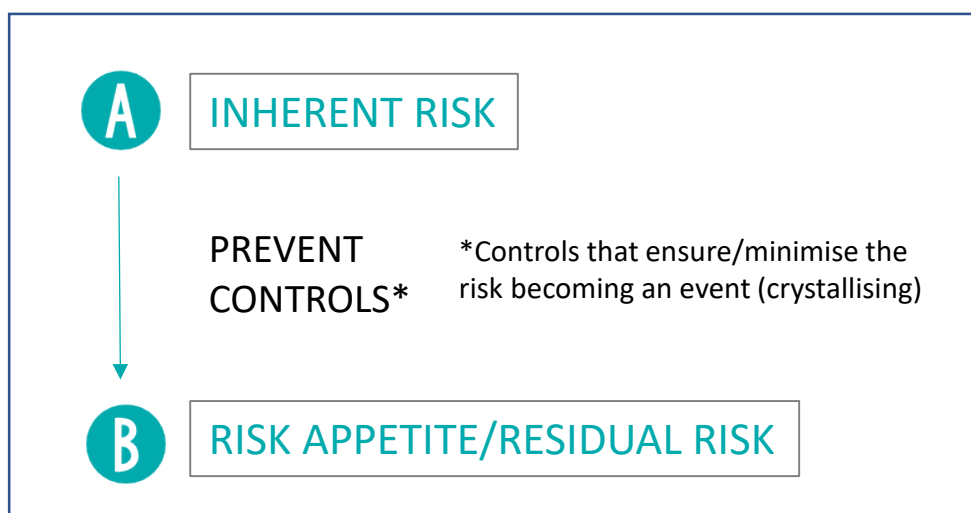 A
INHERENT RISK
PREVENT
CONTROLS*
*Controls that ensure/minimise the
risk becoming an event (crystallising)
B
RISK APPETITE/RESIDUAL RISK